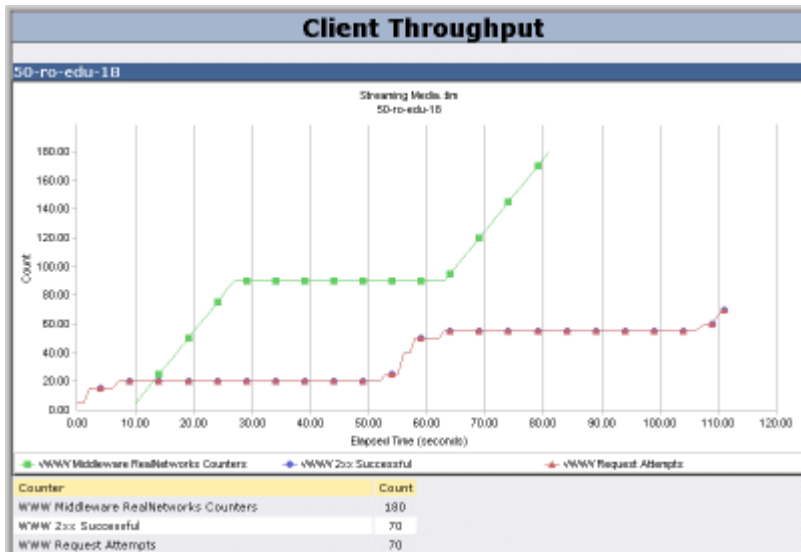 Client Throughput
50-ro-edu-18
Streaming Media.tim
50-ro-edu-18
180.00
160.00
140.00
120.00
100.00
80.00
60.00
40.00
20.00
0.00
Count
0.00 10.00 20.00 30.00 40.00 50.00 60.00 70.00 80.00 90.00 100.00 110.00 120.00
Elapsed Time (seconds)
WWW Middleware RealNetworks Counters WWW 2xx Successful WWW Request Attempts
Counter Count
WWW Middleware RealNetworks Counters 180
WWW 2xx Successful 70
WWW Request Attempts 70